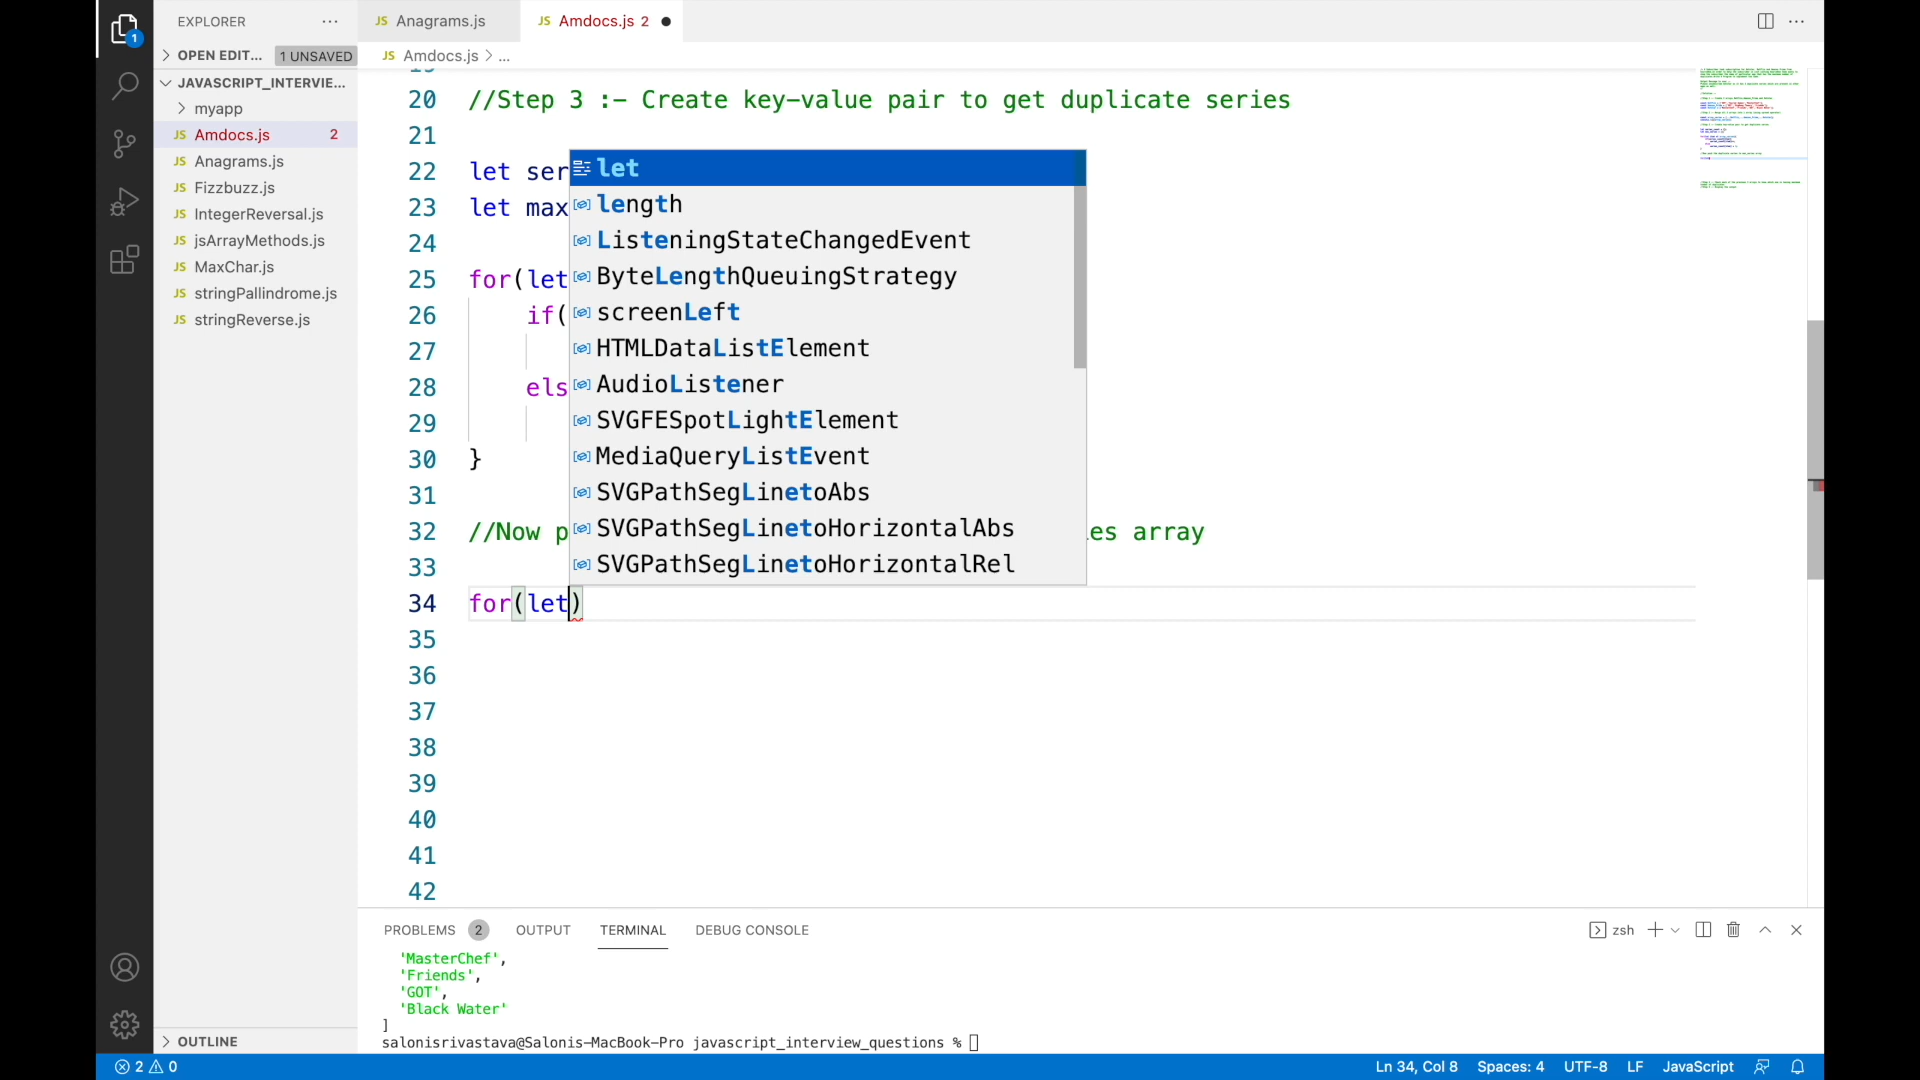 EXPLORER ...
OPEN EDIT... 1 UNSAVED
JAVASCRIPT_INTERVIE...
myapp
JS Amdocs.js 2
JS Anagrams.js
JS Fizzbuzz.js
JS IntegerReversal.js
JS jsArrayMethods.js
JS MaxChar.js
JS stringPallindrome.js
JS stringReverse.js
OUTLINE
1
JS Anagrams.js JS Amdocs.js 2
JS Amdocs.js > ...
19
20 //Step 3 :- Create key-value pair to get duplicate series
21
22 let ser
23 let max
24
25 for(let
26 if(
27
28 els
29
30 }
31
32 //Now p es array
33
34 for(let)
35
36
37
38
39
40
41
42
let
length
ListeningStateChangedEvent
ByteLengthQueuingStrategy
screenLeft
HTMLDataListElement
AudioListener
SVGFESpotLightElement
MediaQueryListEvent
SVGPathSegLinetoAbs
SVGPathSegLinetoHorizontalAbs
SVGPathSegLinetoHorizontalRel
PROBLEMS 2 OUTPUT TERMINAL DEBUG CONSOLE zsh
'MasterChef',
'Friends',
'GOT',
'Black Water'
]
salonisrivastava@Salonis-MacBook-Pro javascript_interview_questions %
2 0 Ln 34, Col 8 Spaces: 4 UTF-8 LF JavaScript